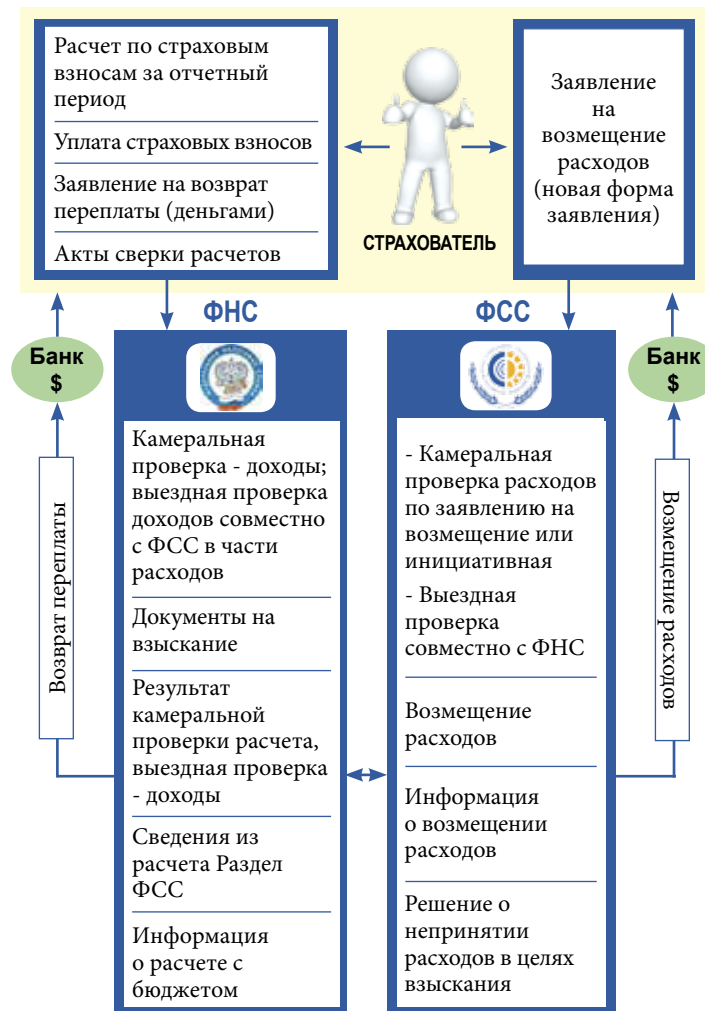 Расчет по страховым
взносам за отчетный
период
Уплата страховых взносов
Заявление на возврат
переплаты (деньгами)
Акты сверки расчетов
СТРАХОВАТЕЛЬ
Заявление
на
возмещение
расходов
(новая форма
заявления)
ФНС
ФСС
Банк
$
Банк
$
Возврат переплаты
Камеральная
проверка - доходы;
выездная проверка
доходов совместно
с ФСС в части
расходов
Документы на
взыскание
Результат
камеральной
проверки расчета,
выездная проверка
- доходы
Сведения из
расчета Раздел
ФСС
Информация
о расчете с
бюджетом
- Камеральная
проверка расходов
по заявлению на
возмещение или
инициативная
- Выездная
проверка
совместно с ФНС
Возмещение
расходов
Информация
о возмещении
расходов
Решение о
непринятии
расходов в целях
взыскания
Возмещение расходов